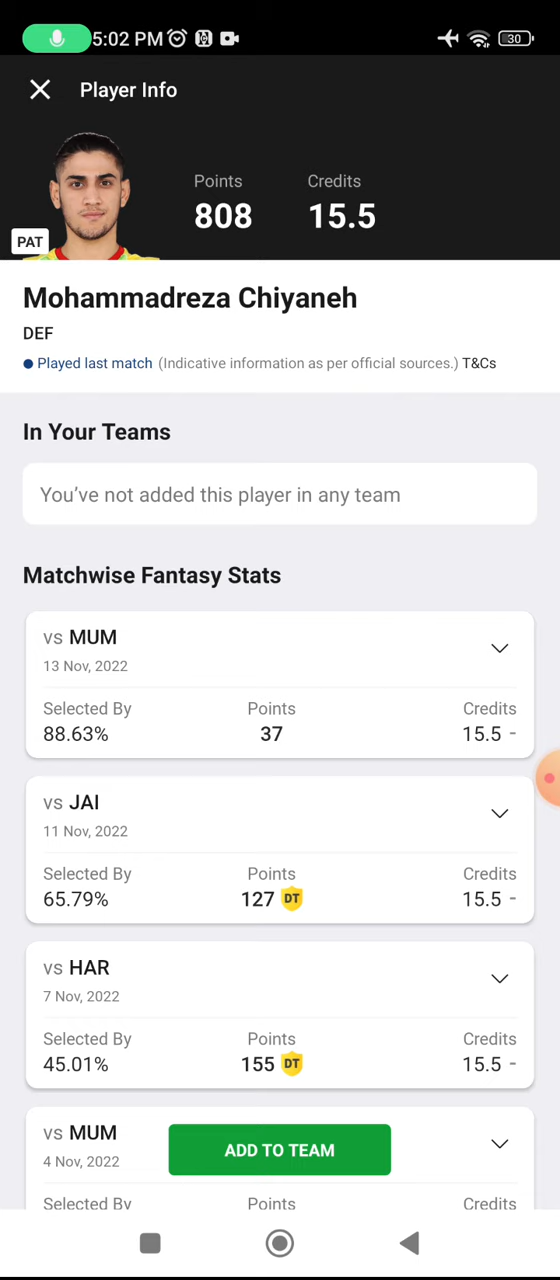 5:02 PM
30
Player Info
Points
Credits
808
15.5
PAT
Mohammadreza Chiyaneh
DEF
Played last match (Indicative information as per official sources.) T&Cs
In Your Teams
You've not added this player in any team
Matchwise Fantasy Stats
vs MUM
13 Nov, 2022
Selected By Points Credits
88.63% 37 15.5 -
vs JAI
11 Nov, 2022
Selected By Points Credits
65.79% 127 DT 15.5 -
vs HAR
7 Nov, 2022
Selected By Points Credits
45.01% 155 DT 15.5 -
vs MUM
4 Nov, 2022
ADD TO TEAM
Selected By Points Credits